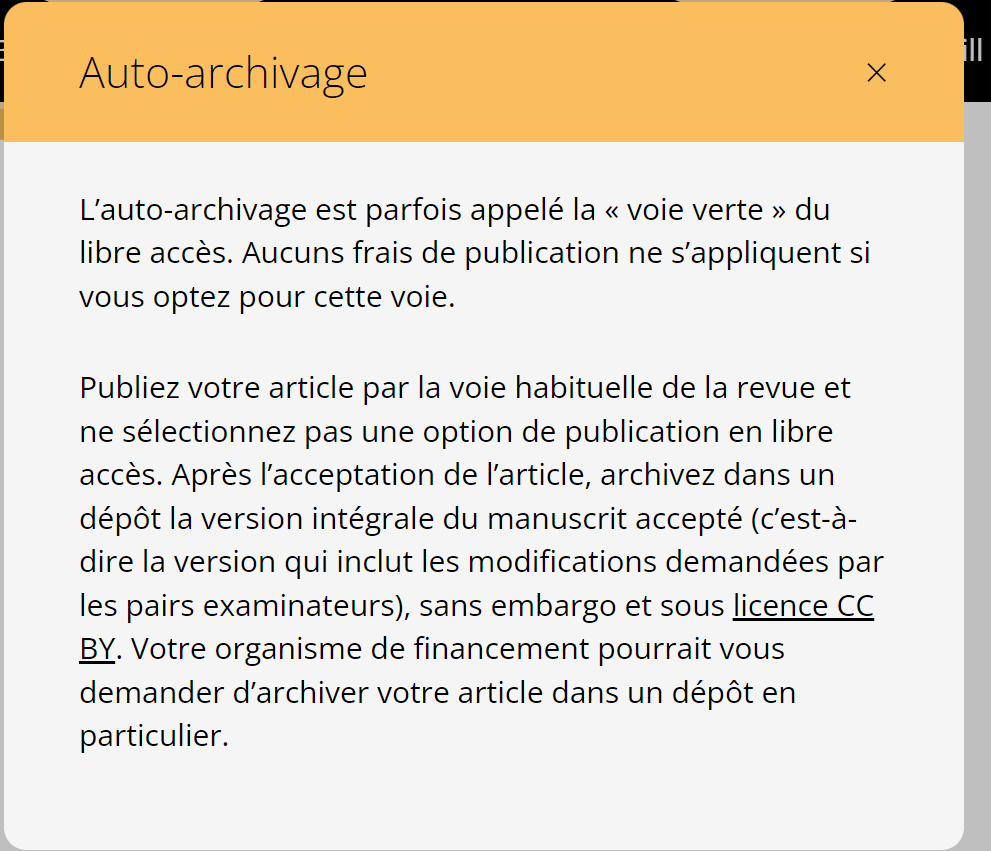 Auto-archivage
L’auto-archivage est parfois appelé la « voie verte » du
libre accès. Aucuns frais de publication ne s’appliquent si
vous optez pour cette voie.
Publiez votre article par la voie habituelle de la revue et
ne sélectionnez pas une option de publication en libre
accès. Après l’acceptation de l’article, archivez dans un
dépôt la version intégrale du manuscrit accepté (c’est-à-
dire la version qui inclut les modifications demandées par
les pairs examinateurs), sans embargo et sous licence CC
BY. Votre organisme de financement pourrait vous
demander d’archiver votre article dans un dépôt en
particulier.